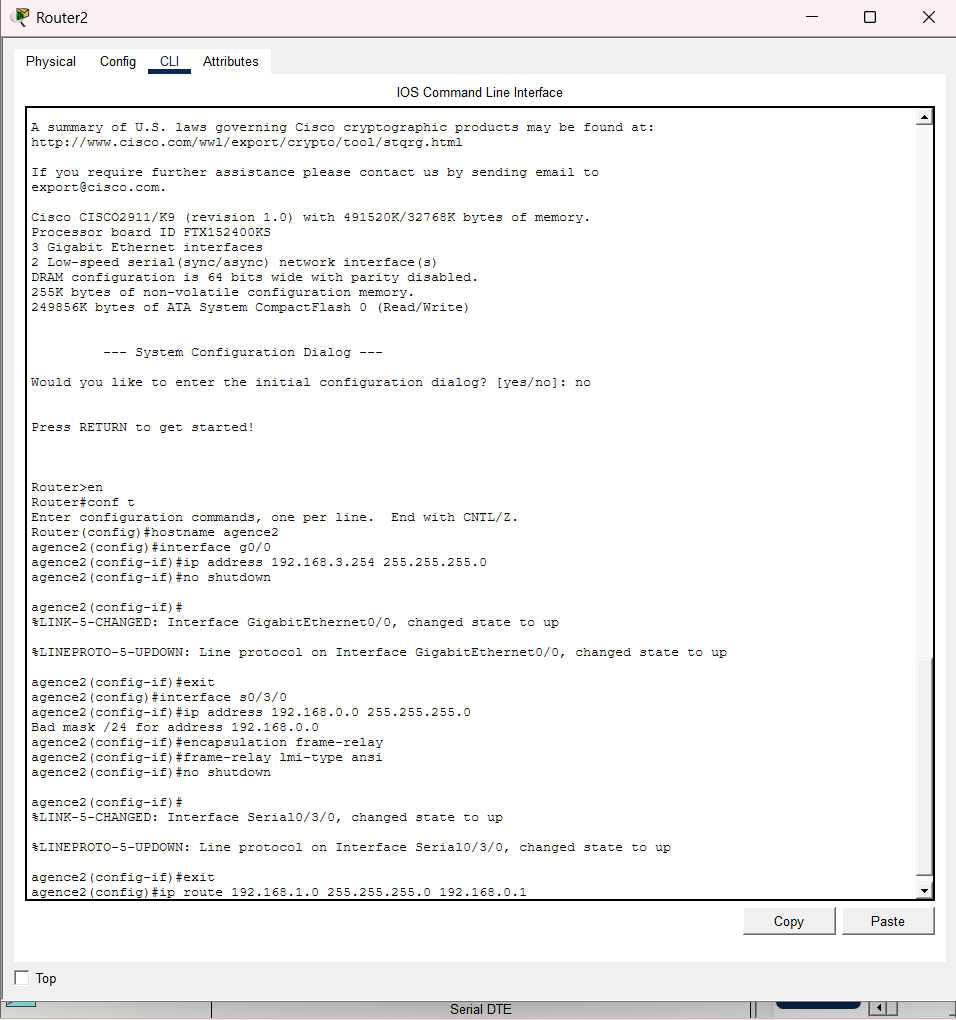 Router2
Physical Config CLI Attributes
IOS Command Line Interface
A summary of U.S. laws governing Cisco cryptographic products may be found at:
http://www.cisco.com/wwl/export/crypto/tool/stqrg.html
If you require further assistance please contact us by sending email to
export@cisco.com.
Cisco CISCO2911/K9 (revision 1.0) with 491520K/32768K bytes of memory.
Processor board ID FTX152400KS
3 Gigabit Ethernet interfaces
2 Low-speed serial(sync/async) network interface(s)
DRAM configuration is 64 bits wide with parity disabled.
255K bytes of non-volatile configuration memory.
249856K bytes of ATA System CompactFlash 0 (Read/Write)
--- System Configuration Dialog ---
Would you like to enter the initial configuration dialog? [yes/no]: no
Press RETURN to get started!
Router>en
Router#conf t
Enter configuration commands, one per line.  End with CNTL/Z.
Router(config)#hostname agence2
agence2(config)#interface g0/0
agence2(config-if)#ip address 192.168.3.254 255.255.255.0
agence2(config-if)#no shutdown
agence2(config-if)#
%LINK-5-CHANGED: Interface GigabitEthernet0/0, changed state to up
%LINEPROTO-5-UPDOWN: Line protocol on Interface GigabitEthernet0/0, changed state to up
agence2(config-if)#exit
agence2(config)#interface s0/3/0
agence2(config-if)#ip address 192.168.0.0 255.255.255.0
Bad mask /24 for address 192.168.0.0
agence2(config-if)#encapsulation frame-relay
agence2(config-if)#frame-relay lmi-type ansi
agence2(config-if)#no shutdown
agence2(config-if)#
%LINK-5-CHANGED: Interface Serial0/3/0, changed state to up
%LINEPROTO-5-UPDOWN: Line protocol on Interface Serial0/3/0, changed state to up
agence2(config-if)#exit
agence2(config)#ip route 192.168.1.0 255.255.255.0 192.168.0.1
Copy Paste
Top
Serial DTE